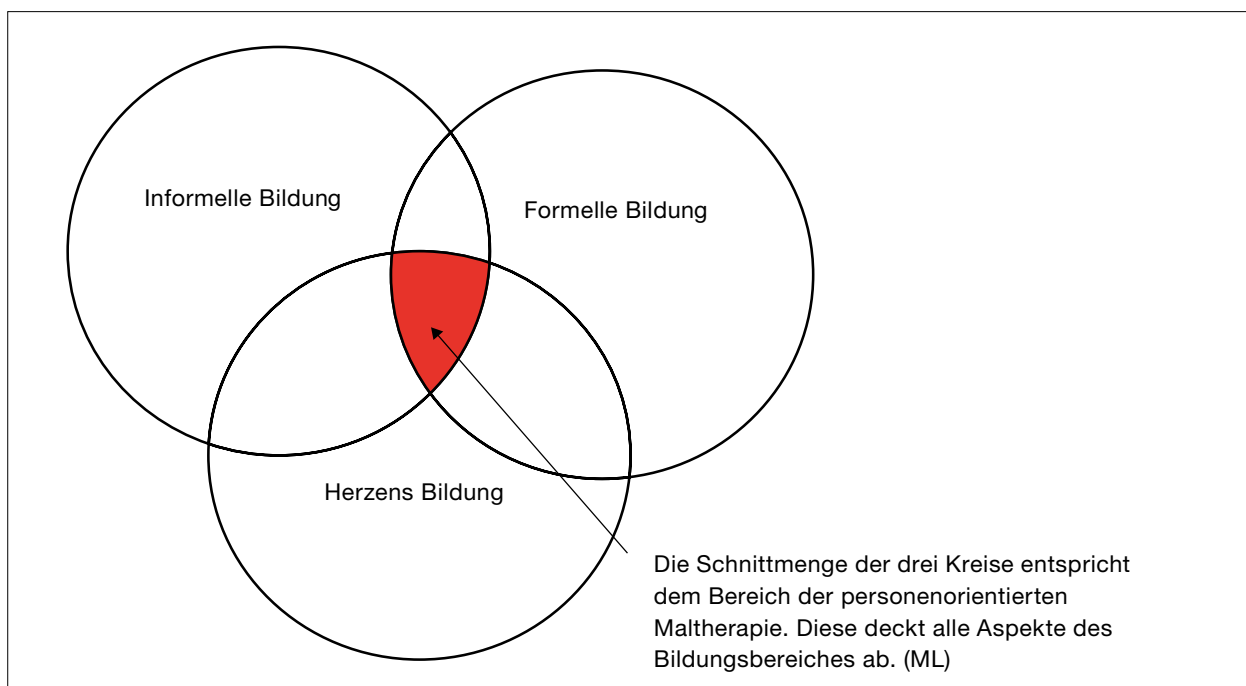 Informelle Bildung
Formelle Bildung
Herzens Bildung
Die Schnittmenge der drei Kreise entspricht
dem Bereich der personenorientierten
Maltherapie. Diese deckt alle Aspekte des
Bildungsbereiches ab. (ML)